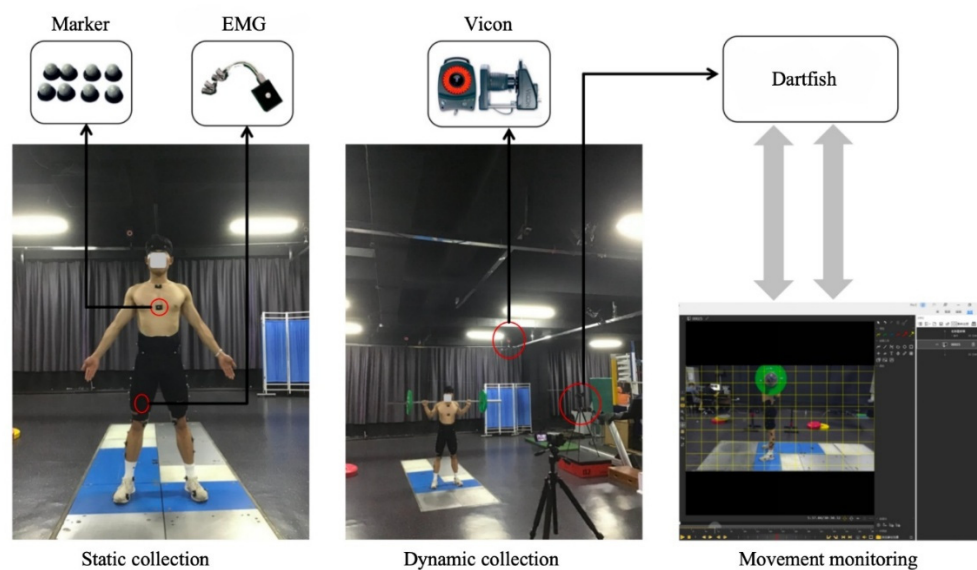 Marker
EMG
Vicon
Dartfish
Static collection
Dynamic collection
Movement monitoring